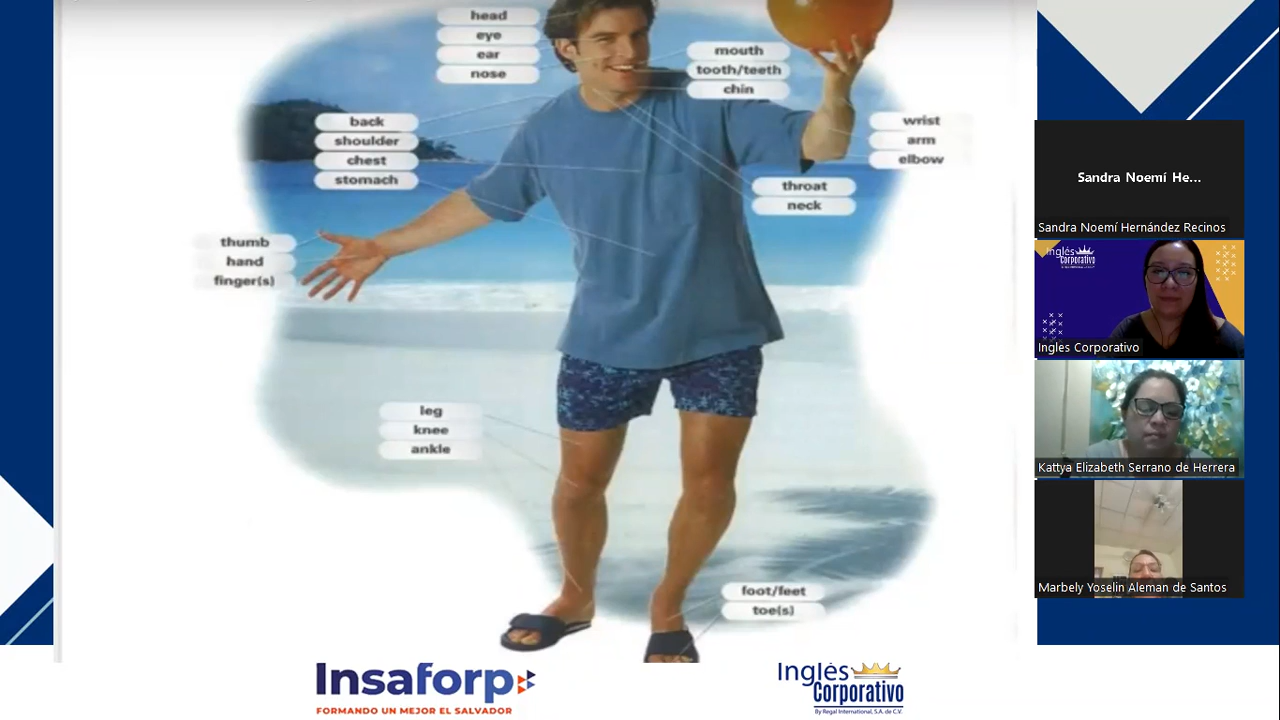 head
eye
ear
nose
mouth
tooth/teeth
chin
back
shoulder
chest
stomach
wrist
arm
elbow
throat
neck
thumb
hand
finger(s)
leg
knee
ankle
foot/feet
toe(s)
Insaforp
FORMANDO UN MEJOR EL SALVADOR
Inglés
Corporativo
By Regal International, S.A. de C.V.
Sandra Noemí He...
Sandra Noemí Hernández Recinos
Inglés
Corporativo
Ingles Corporativo
Kattya Elizabeth Serrano de Herrera
Marbely Yoselin Aleman de Santos